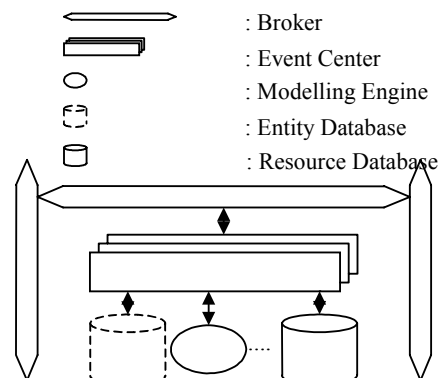 : Broker
: Event Center
: Modelling Engine
: Entity Database
: Resource Database